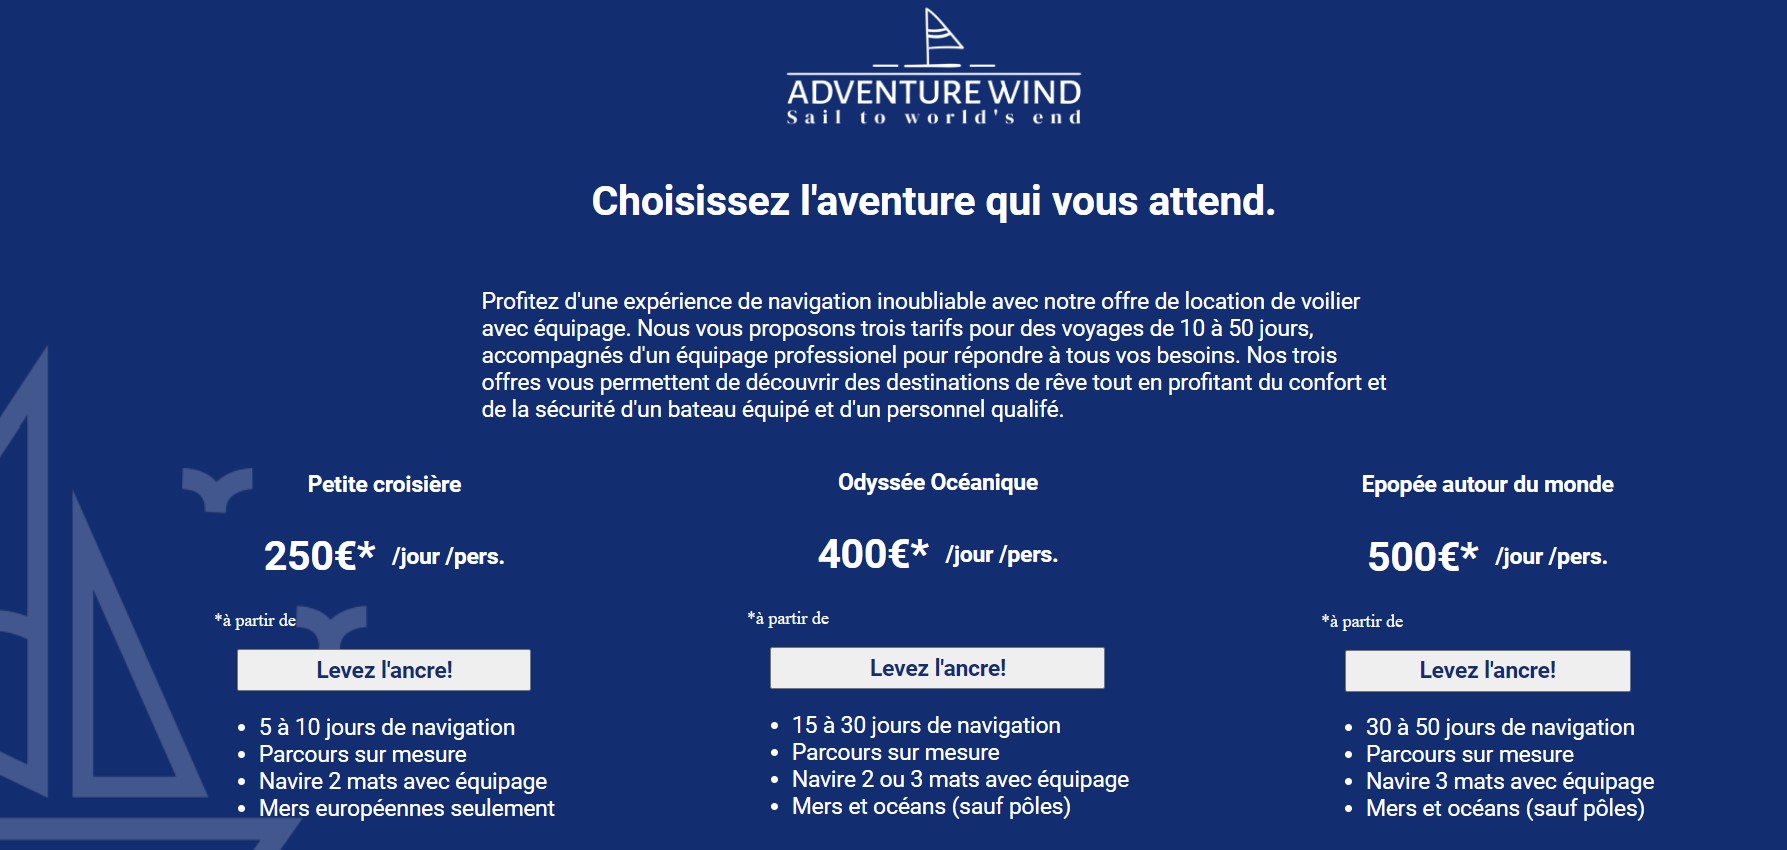 ADVENTURE WIND
Sail to world's end
Choisissez l'aventure qui vous attend.
Profitez d'une expérience de navigation inoubliable avec notre offre de location de voilier
avec équipage. Nous vous proposons trois tarifs pour des voyages de 10 à 50 jours,
accompagnés d'un équipage professionel pour répondre à tous vos besoins. Nos trois
offres vous permettent de découvrir des destinations de rêve tout en profitant du confort et
de la sécurité d'un bateau équipé et d'un personnel qualifé.
Petite croisière
250€* /jour /pers.
*à partir de
Levez l'ancre!
• 5 à 10 jours de navigation
• Parcours sur mesure
• Navire 2 mats avec équipage
• Mers européennes seulement
Odyssée Océanique
400€* /jour /pers.
*à partir de
Levez l'ancre!
• 15 à 30 jours de navigation
• Parcours sur mesure
• Navire 2 ou 3 mats avec équipage
• Mers et océans (sauf pôles)
Epopée autour du monde
500€* /jour /pers.
*à partir de
Levez l'ancre!
• 30 à 50 jours de navigation
• Parcours sur mesure
• Navire 3 mats avec équipage
• Mers et océans (sauf pôles)